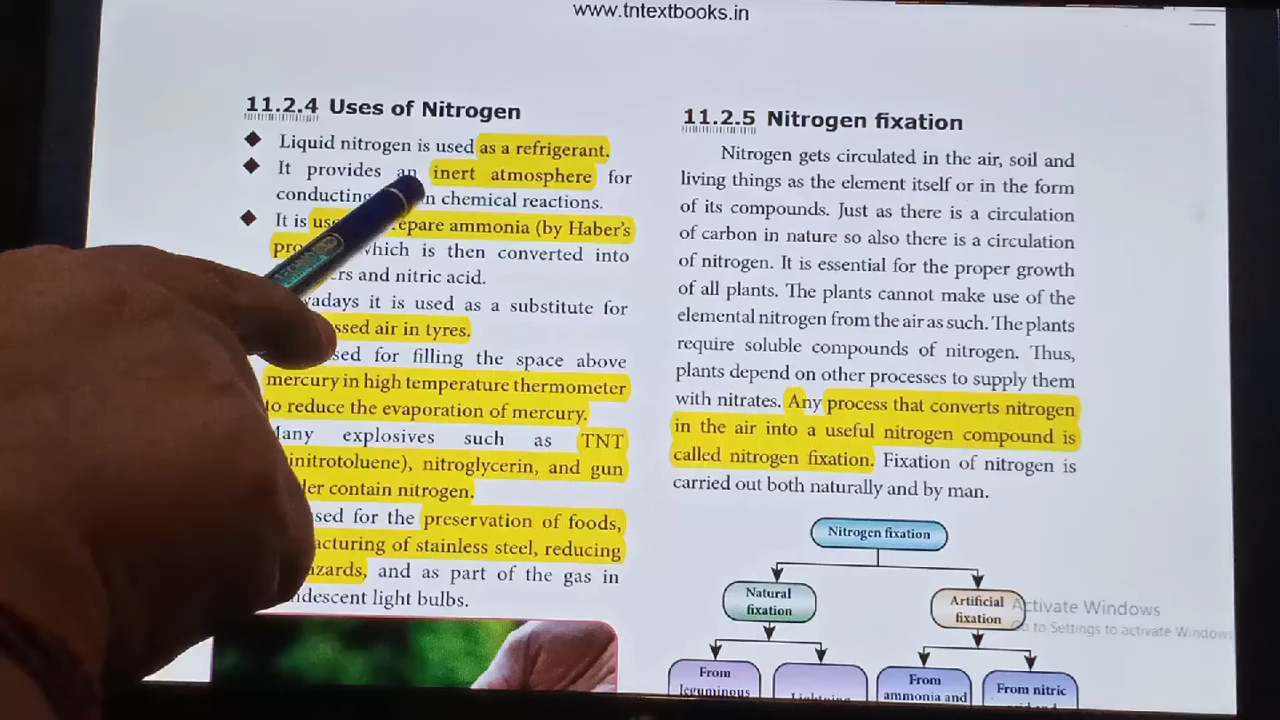 www.tntextbooks.in
11.2.4 Uses of Nitrogen
Liquid nitrogen is used as a refrigerant.
It provides an inert atmosphere for
conducting chemical reactions.
It is epare ammonia (by Haber's
which is then converted into
rs and nitric acid.
wadays it is used as a substitute for
ssed air in tyres.
sed for filling the space above
mercury in high temperature thermometer
to reduce the evaporation of mercury.
Many explosives such as TNT
initrotoluene), nitroglycerin, and gun
der contain nitrogen.
sed for the preservation of foods,
acturing of stainless steel, reducing
azards, and as part of the gas in
ndescent light bulbs.
11.2.5 Nitrogen fixation
Nitrogen gets circulated in the air, soil and
living things as the element itself or in the form
of its compounds. Just as there is a circulation
of carbon in nature so also there is a circulation
of nitrogen. It is essential for the proper growth
of all plants. The plants cannot make use of the
elemental nitrogen from the air as such. The plants
require soluble compounds of nitrogen. Thus,
plants depend on other processes to supply them
with nitrates. Any process that converts nitrogen
in the air into a useful nitrogen compound is
called nitrogen fixation. Fixation of nitrogen is
carried out both naturally and by man.
Nitrogen fixation
Natural
fixation
Artificial
fixation
From
leguminous
Lightning
From
ammonia and
From nitric
Activate Windows
Go to Settings to activate Windows